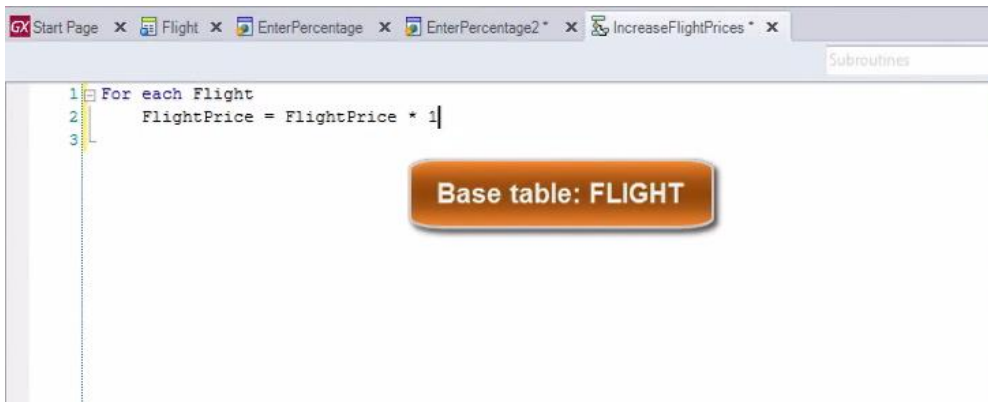 GX Start Page x Flight x EnterPercentage x EnterPercentage2* x IncreaseFlightPrices* x
Subroutines
1 For each Flight
2 FlightPrice = FlightPrice * 1
3
Base table: FLIGHT